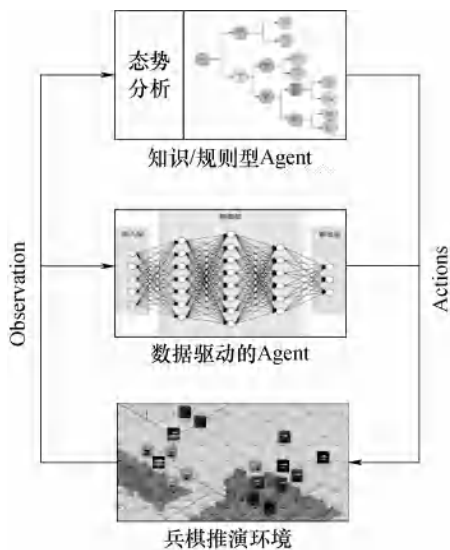 态势
分析
知识/规则型Agent
Observation
Actions
数据驱动的Agent
兵棋推演环境